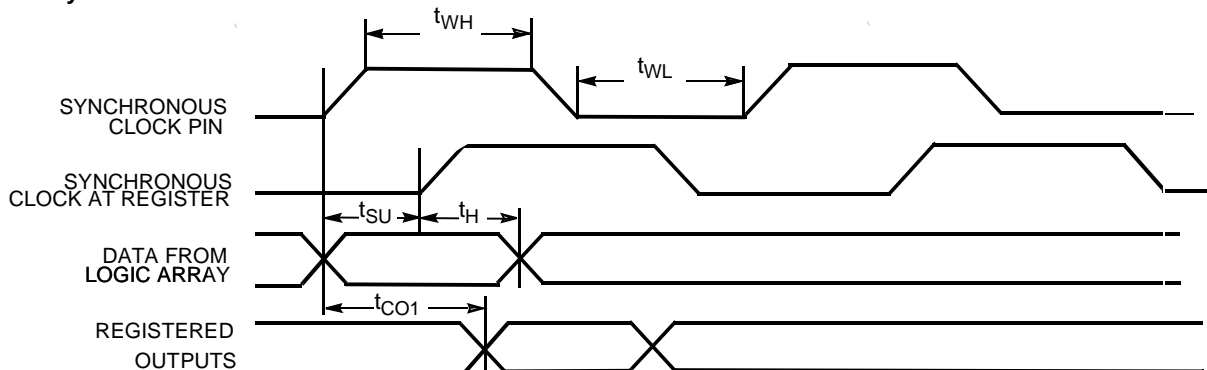 tWH
tWL
SYNCHRONOUS
CLOCK PIN
SYNCHRONOUS
CLOCK AT REGISTER
tSU
tH
DATA FROM
LOGIC ARRAY
tCO1
REGISTERED
OUTPUTS